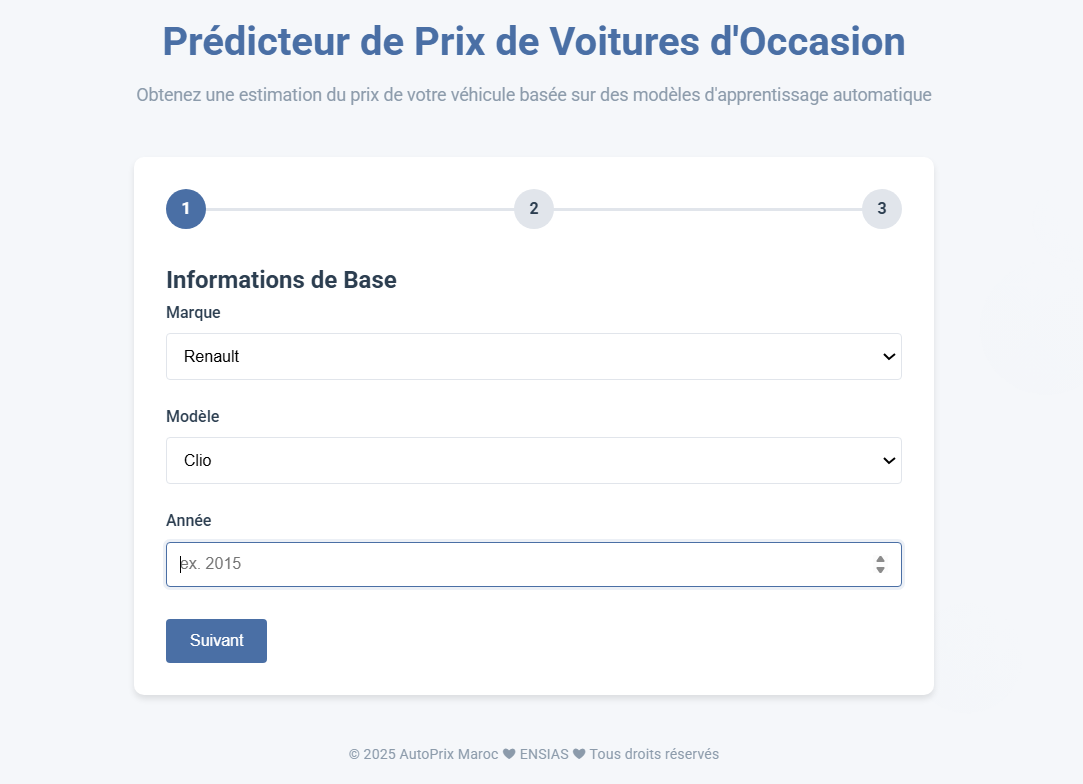 Prédicteur de Prix de Voitures d'Occasion
Obtenez une estimation du prix de votre véhicule basée sur des modèles d'apprentissage automatique
1 2 3
Informations de Base
Marque
Renault
Modèle
Clio
Année
ex. 2015
Suivant
© 2025 AutoPrix Maroc ♥ ENSIAS ♥ Tous droits réservés